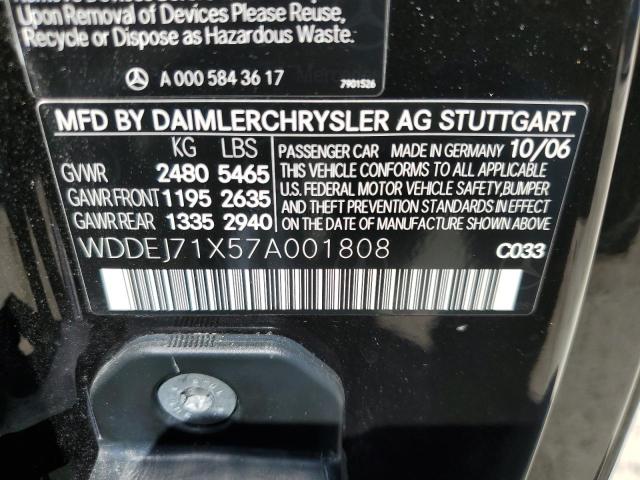 Upon Removal of Devices Please Reuse,
Recycle or Dispose as Hazardous Waste.
A 000 584 36 17
7901526
MFD BY DAIMLERCHRYSLER AG STUTTGART
KG LBS
GVWR 2480 5465
GAWR FRONT 1195 2635
GAWR REAR 1335 2940
PASSENGER CAR MADE IN GERMANY 10/06
THIS VEHICLE CONFORMS TO ALL APPLICABLE
U.S. FEDERAL MOTOR VEHICLE SAFETY, BUMPER
AND THEFT PREVENTION STANDARDS IN EFFECT
ON THE DATE OF MANUFACTURE SHOWN ABOVE.
WDDEJ71X57A001808
C033